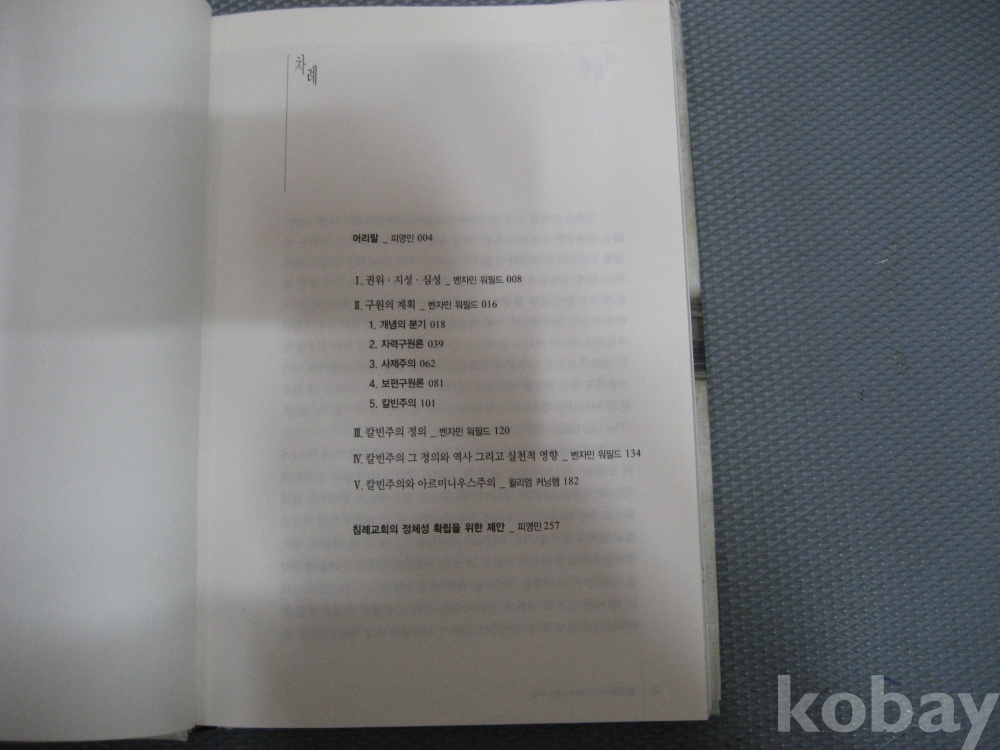 차례
머리말 _ 피영민 004
Ⅰ. 권위 · 지성 · 심성 _ 벤자민 워필드 008
Ⅱ. 구원의 계획 _ 벤자민 워필드 016
1. 개념의 분기 018
2. 자력구원론 039
3. 사제주의 062
4. 보편구원론 081
5. 칼빈주의 101
Ⅲ. 칼빈주의 정의 _ 벤자민 워필드 120
Ⅳ. 칼빈주의 그 정의와 역사 그리고 실천적 영향 _ 벤자민 워필드 134
Ⅴ. 칼빈주의와 아르미니우스주의 _ 윌리엄 커닝햄 182
침례교회의 정체성 확립을 위한 제안 _ 피영민 257
kobay